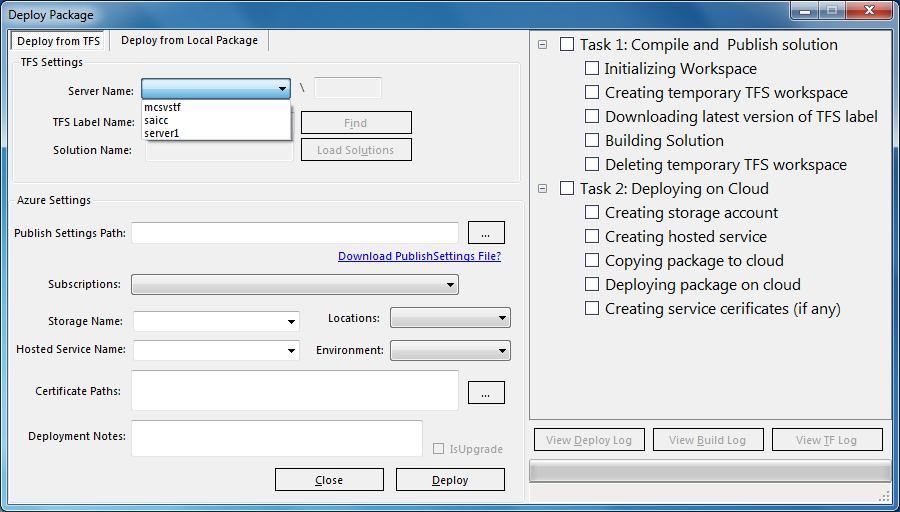 Deploy Package
Deploy from TFS
Deploy from Local Package
TFS Settings
Server Name:
\
mcsvstf
saicc
server1
TFS Label Name:
Find
Solution Name:
Load Solutions
Azure Settings
Publish Settings Path:
...
Download PublishSettings File?
Subscriptions:
Storage Name:
Locations:
Hosted Service Name:
Environment:
Certificate Paths:
...
Deployment Notes:
IsUpgrade
Close
Deploy
Task 1: Compile and Publish solution
Initializing Workspace
Creating temporary TFS workspace
Downloading latest version of TFS label
Building Solution
Deleting temporary TFS workspace
Task 2: Deploying on Cloud
Creating storage account
Creating hosted service
Copying package to cloud
Deploying package on cloud
Creating service cerificates (if any)
View Deploy Log
View Build Log
View TF Log